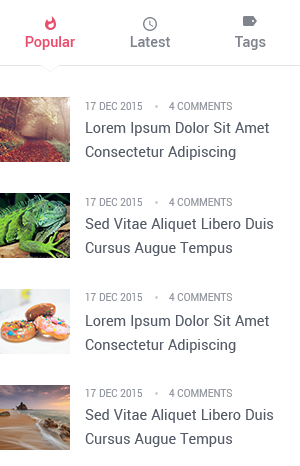 Popular
Latest
Tags
17 DEC 2015 • 4 COMMENTS
Lorem Ipsum Dolor Sit Amet
Consectetur Adipiscing
17 DEC 2015 • 4 COMMENTS
Sed Vitae Aliquet Libero Duis
Cursus Augue Tempus
17 DEC 2015 • 4 COMMENTS
Lorem Ipsum Dolor Sit Amet
Consectetur Adipiscing
17 DEC 2015 • 4 COMMENTS
Sed Vitae Aliquet Libero Duis
Cursus Augue Tempus